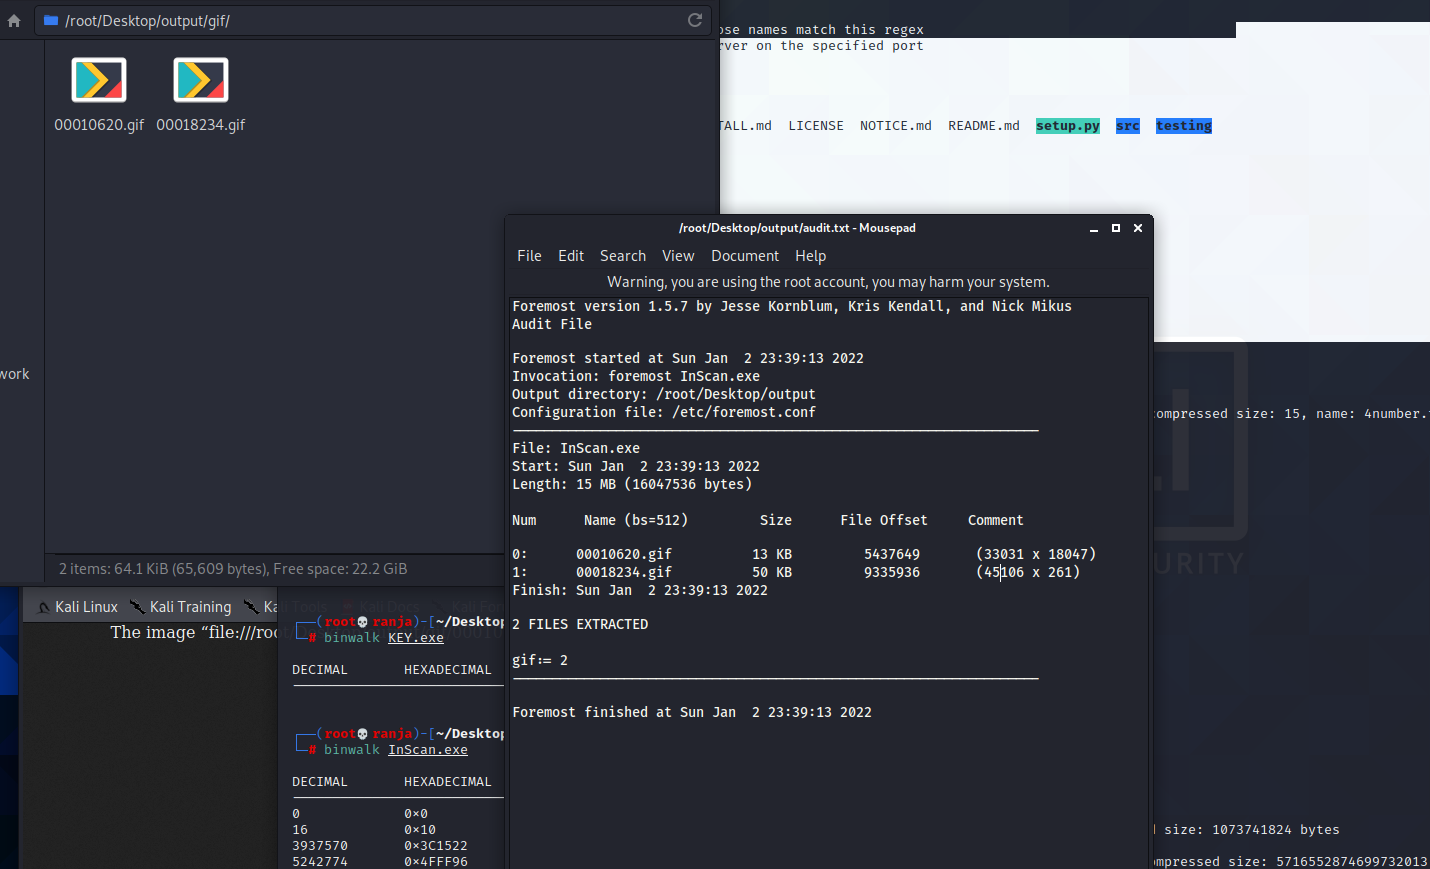 /root/Desktop/output/gif/
00010620.gif 00018234.gif
work
2 items: 64.1 KiB (65,609 bytes), Free space: 22.2 GiB
ose names match this regex
rver on the specified port
TALL.md LICENSE NOTICE.md README.md setup.py src testing
/root/Desktop/output/audit.txt - Mousepad
File Edit Search View Document Help
Warning, you are using the root account, you may harm your system.
Foremost version 1.5.7 by Jesse Kornblum, Kris Kendall, and Nick Mikus
Audit File
Foremost started at Sun Jan 2 23:39:13 2022
Invocation: foremost InScan.exe
Output directory: /root/Desktop/output
Configuration file: /etc/foremost.conf
File: InScan.exe
Start: Sun Jan 2 23:39:13 2022
Length: 15 MB (16047536 bytes)
Num Name (bs=512) Size File Offset Comment
0: 00010620.gif 13 KB 5437649 (33031 x 18047)
1: 00018234.gif 50 KB 9335936 (45106 x 261)
Finish: Sun Jan 2 23:39:13 2022
2 FILES EXTRACTED
gif:= 2
Foremost finished at Sun Jan 2 23:39:13 2022
Kali Linux Kali Training Kali Tools Kali Docs Kali For
The image “file:///root/
(root💀ranja)-[~/Desktop
# binwalk KEY.exe
DECIMAL HEXADECIMAL
(root💀ranja)-[~/Desktop
# binwalk InScan.exe
DECIMAL HEXADECIMAL
0 0×0
16 0×10
3937570 0×3C1522
5242774 0×4FFF96
compressed size: 15, name: 4number.
URITY
d size: 1073741824 bytes
ompressed size: 5716552874699732013